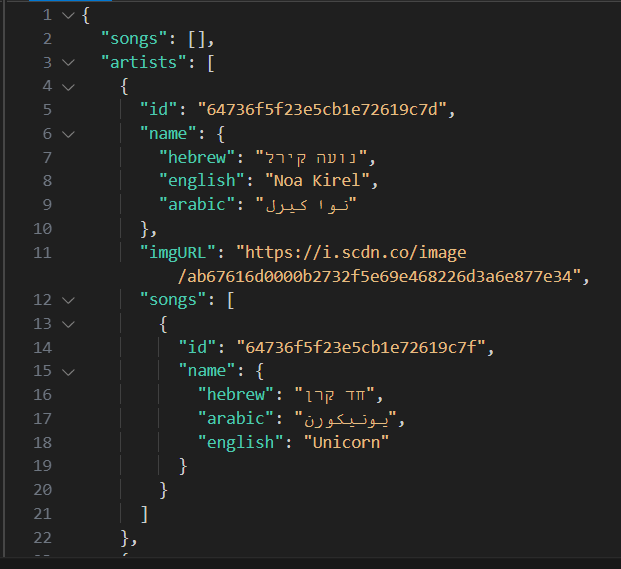 1 {
2 "songs": [],
3 "artists": [
4 {
5 "id": "64736f5f23e5cb1e72619c7d",
6 "name": {
7 "hebrew": "נועה קירל",
8 "english": "Noa Kirel",
9 "arabic": "نوا كيرل"
10 },
11 "imgURL": "https://i.scdn.co/image
/ab67616d0000b2732f5e69e468226d3a6e877e34",
12 "songs": [
13 {
14 "id": "64736f5f23e5cb1e72619c7f",
15 "name": {
16 "hebrew": "חד קרן",
17 "arabic": "يونيكورن",
18 "english": "Unicorn"
19 }
20 }
21 ]
22 },